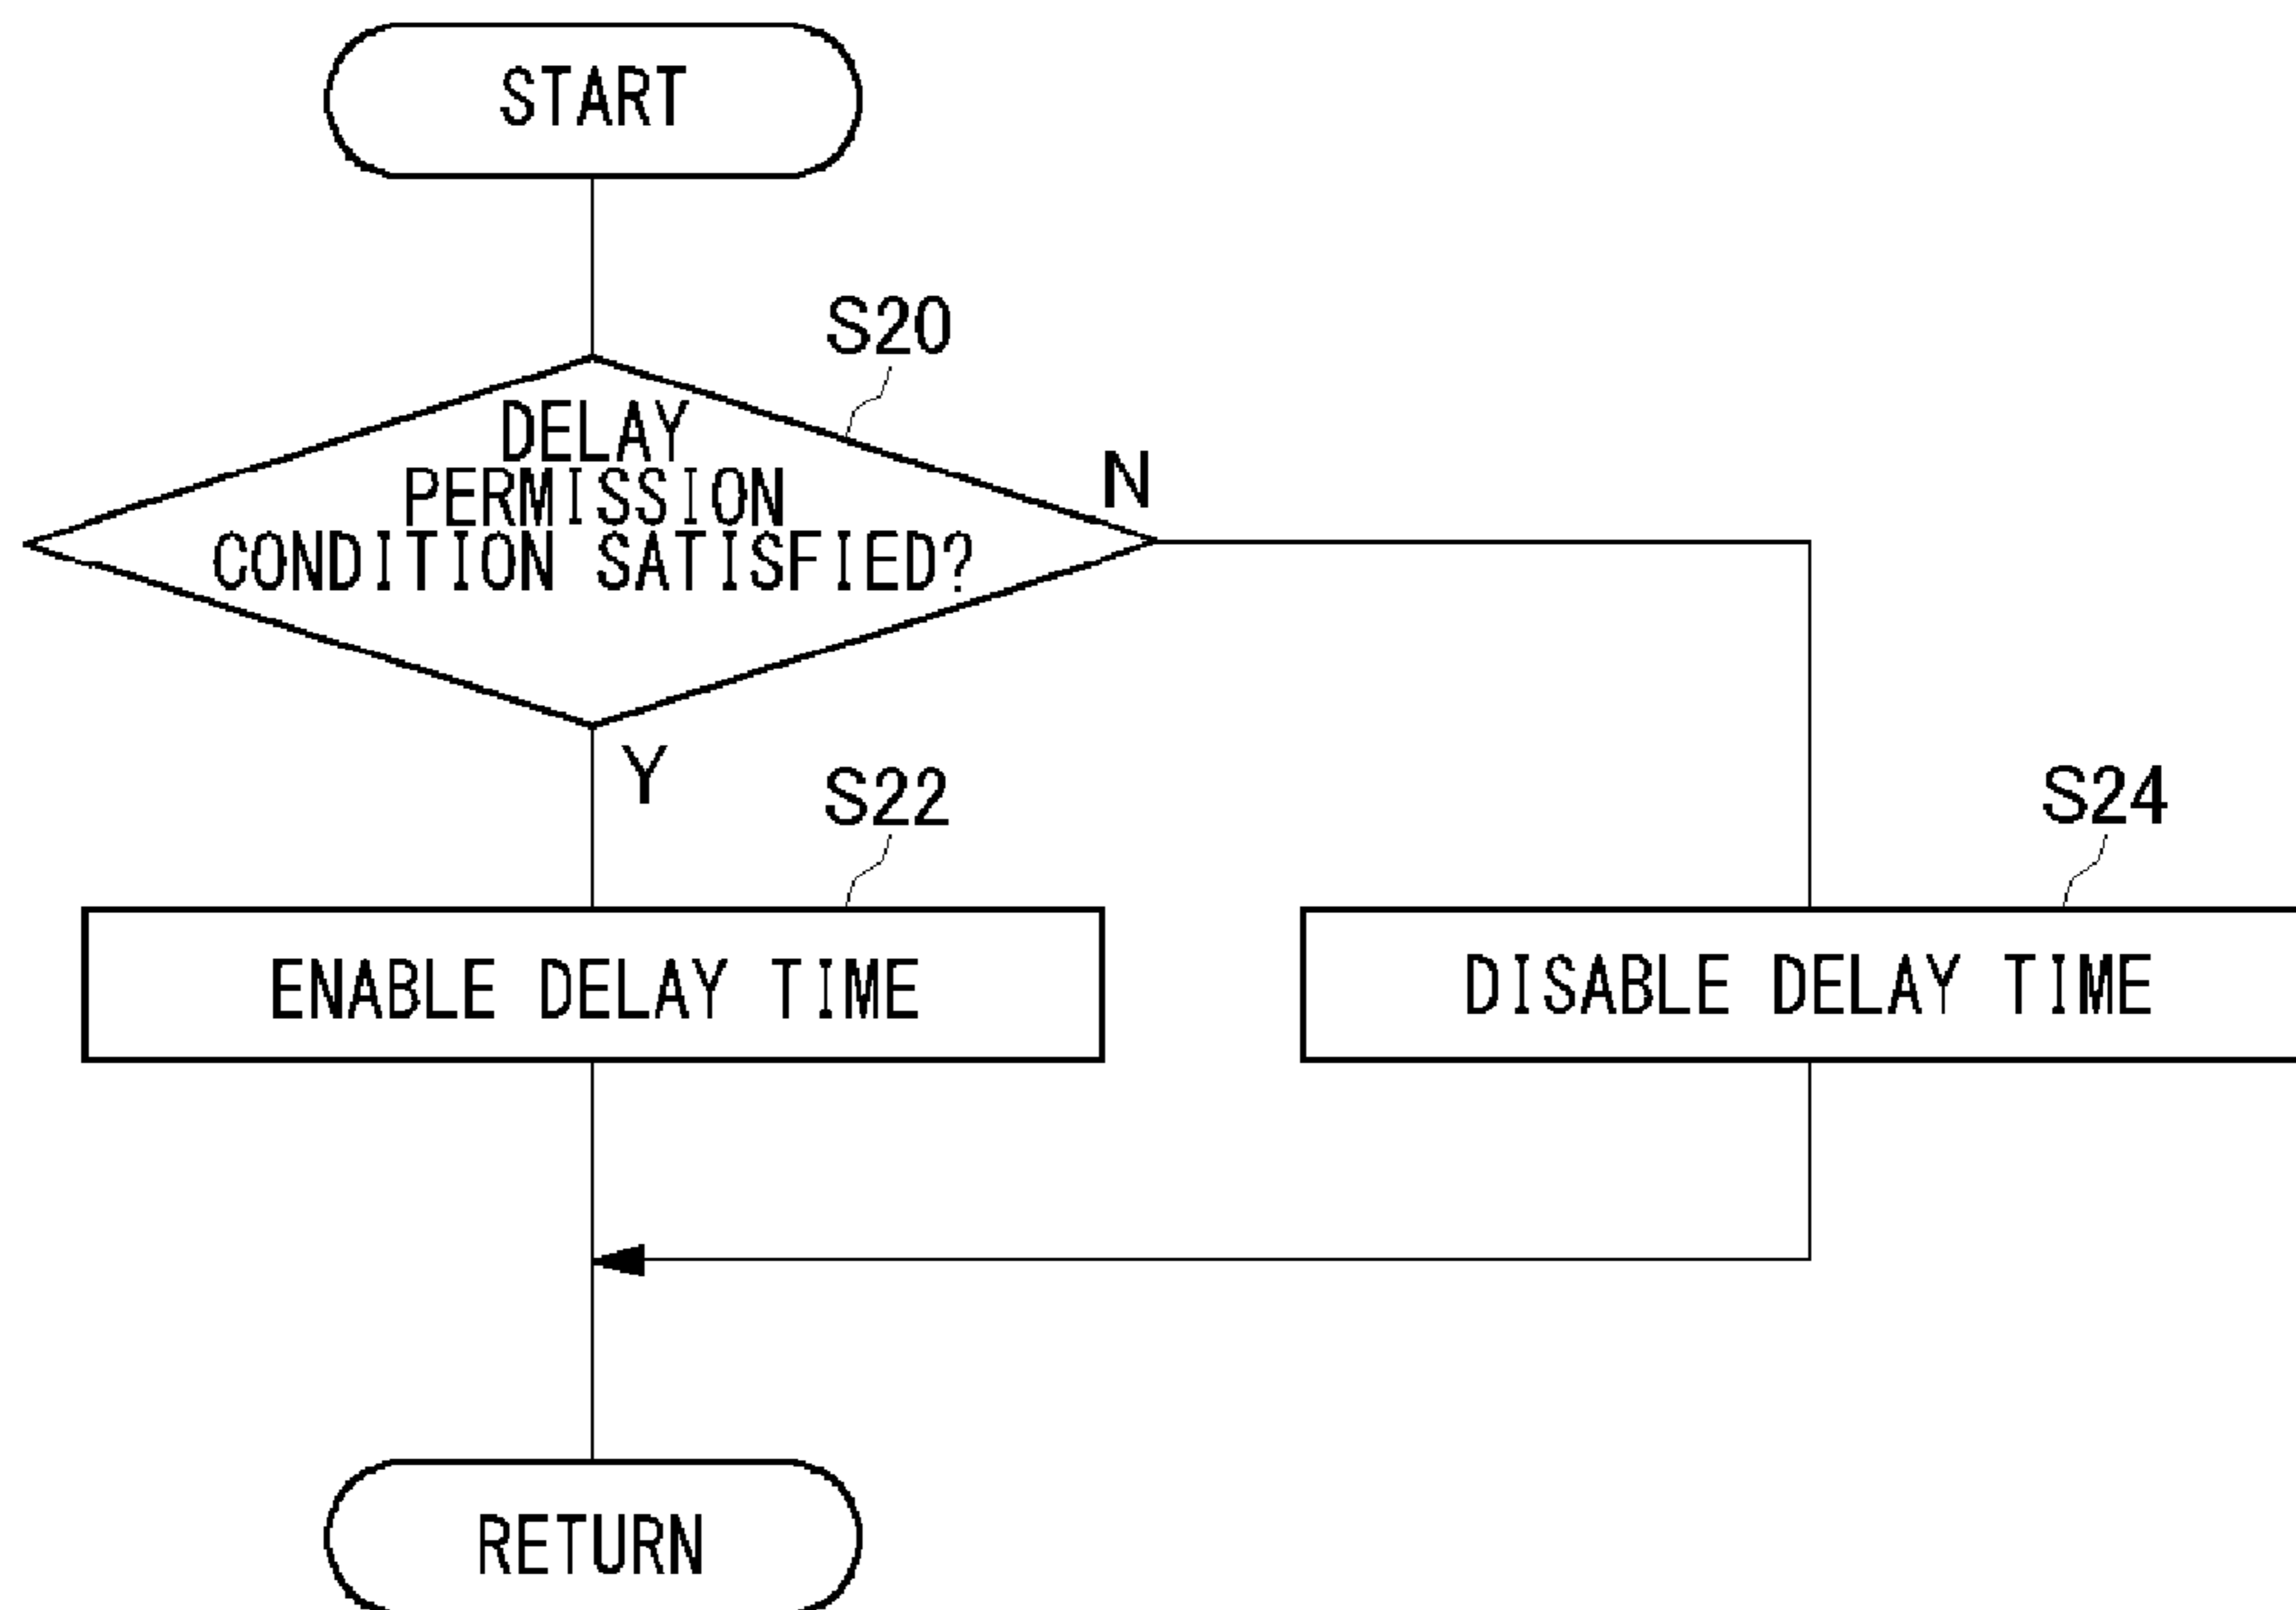 START
S20
DELAY
PERMISSION
CONDITION SATISFIED?
N
Y
S22
S24
ENABLE DELAY TIME
DISABLE DELAY TIME
RETURN